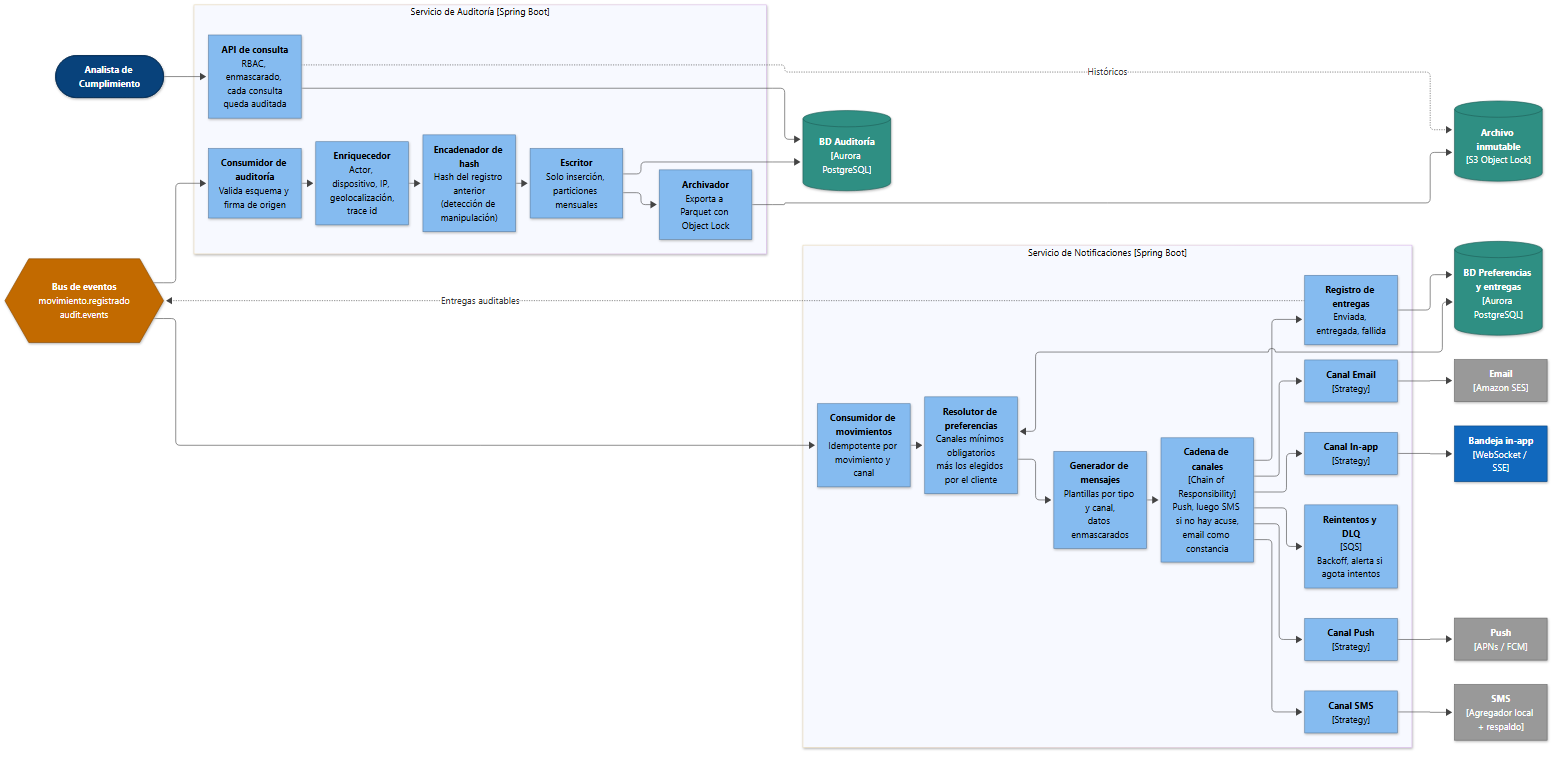 Servicio de Auditoría [Spring Boot]
Analista de
Cumplimiento
API de consulta
RBAC,
enmascarado,
cada consulta
queda auditada
Históricos
Consumidor de
auditoría
Valida esquema y
firma de origen
Enriquecedor
Actor,
dispositivo, IP,
geolocalización,
trace id
Encadenador de
hash
Hash del registro
anterior
(detección de
manipulación)
Escritor
Solo inserción,
particiones
mensuales
Archivador
Exporta a
Parquet con
Object Lock
BD Auditoría
[Aurora
PostgreSQL]
Archivo
inmutable
[S3 Object Lock]
Bus de eventos
movimiento.registrado
audit.events
Entregas auditables
Servicio de Notificaciones [Spring Boot]
Consumidor de
movimientos
Idempotente por
movimiento y
canal
Resolutor de
preferencias
Canales mínimos
obligatorios
más los elegidos
por el cliente
Generador de
mensajes
Plantillas por tipo
y canal,
datos
enmascarados
Cadena de
canales
[Chain of
Responsibility]
Push, luego SMS
si no hay acuse,
email como
constancia
Registro de
entregas
Enviada,
entregada, fallida
Canal Email
[Strategy]
Canal In-app
[Strategy]
Reintentos y
DLQ
[SQS]
Backoff, alerta si
agota intentos
Canal Push
[Strategy]
Canal SMS
[Strategy]
BD Preferencias
y entregas
[Aurora
PostgreSQL]
Email
[Amazon SES]
Bandeja in-app
[WebSocket /
SSE]
Push
[APNs / FCM]
SMS
[Agregador local
+ respaldo]